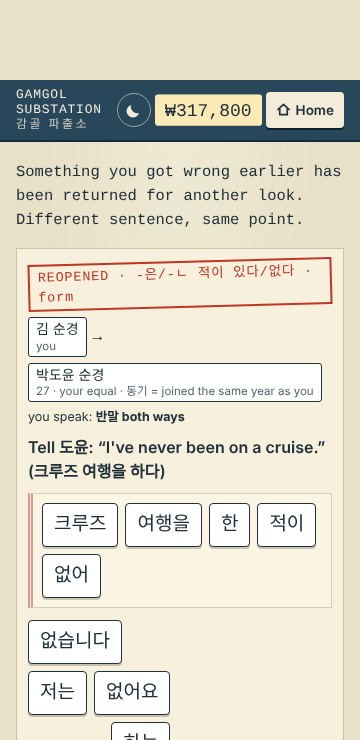 GAMGOL
SUBSTATION
감골 파출소
₩317,800
Home
Something you got wrong earlier has
been returned for another look.
Different sentence, same point.
REOPENED · -은/-ㄴ 적이 있다/없다 ·
form
김 순경
you
→
박도윤 순경
27 · your equal · 동기 = joined the same year as you
you speak: 반말 both ways
Tell 도윤: “I've never been on a cruise.”
(크루즈 여행을 하다)
크루즈 여행을 한 적이
없어
없습니다
저는 없어요